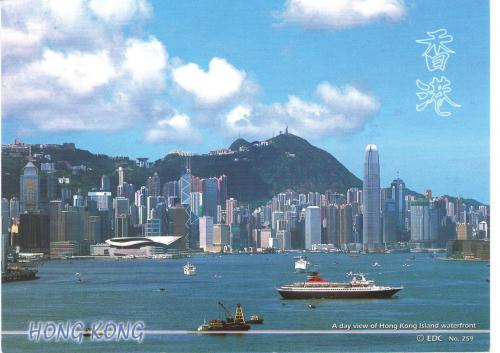 香
港
A day view of Hong Kong Island waterfront
HONG KONG
© EDC No. 259